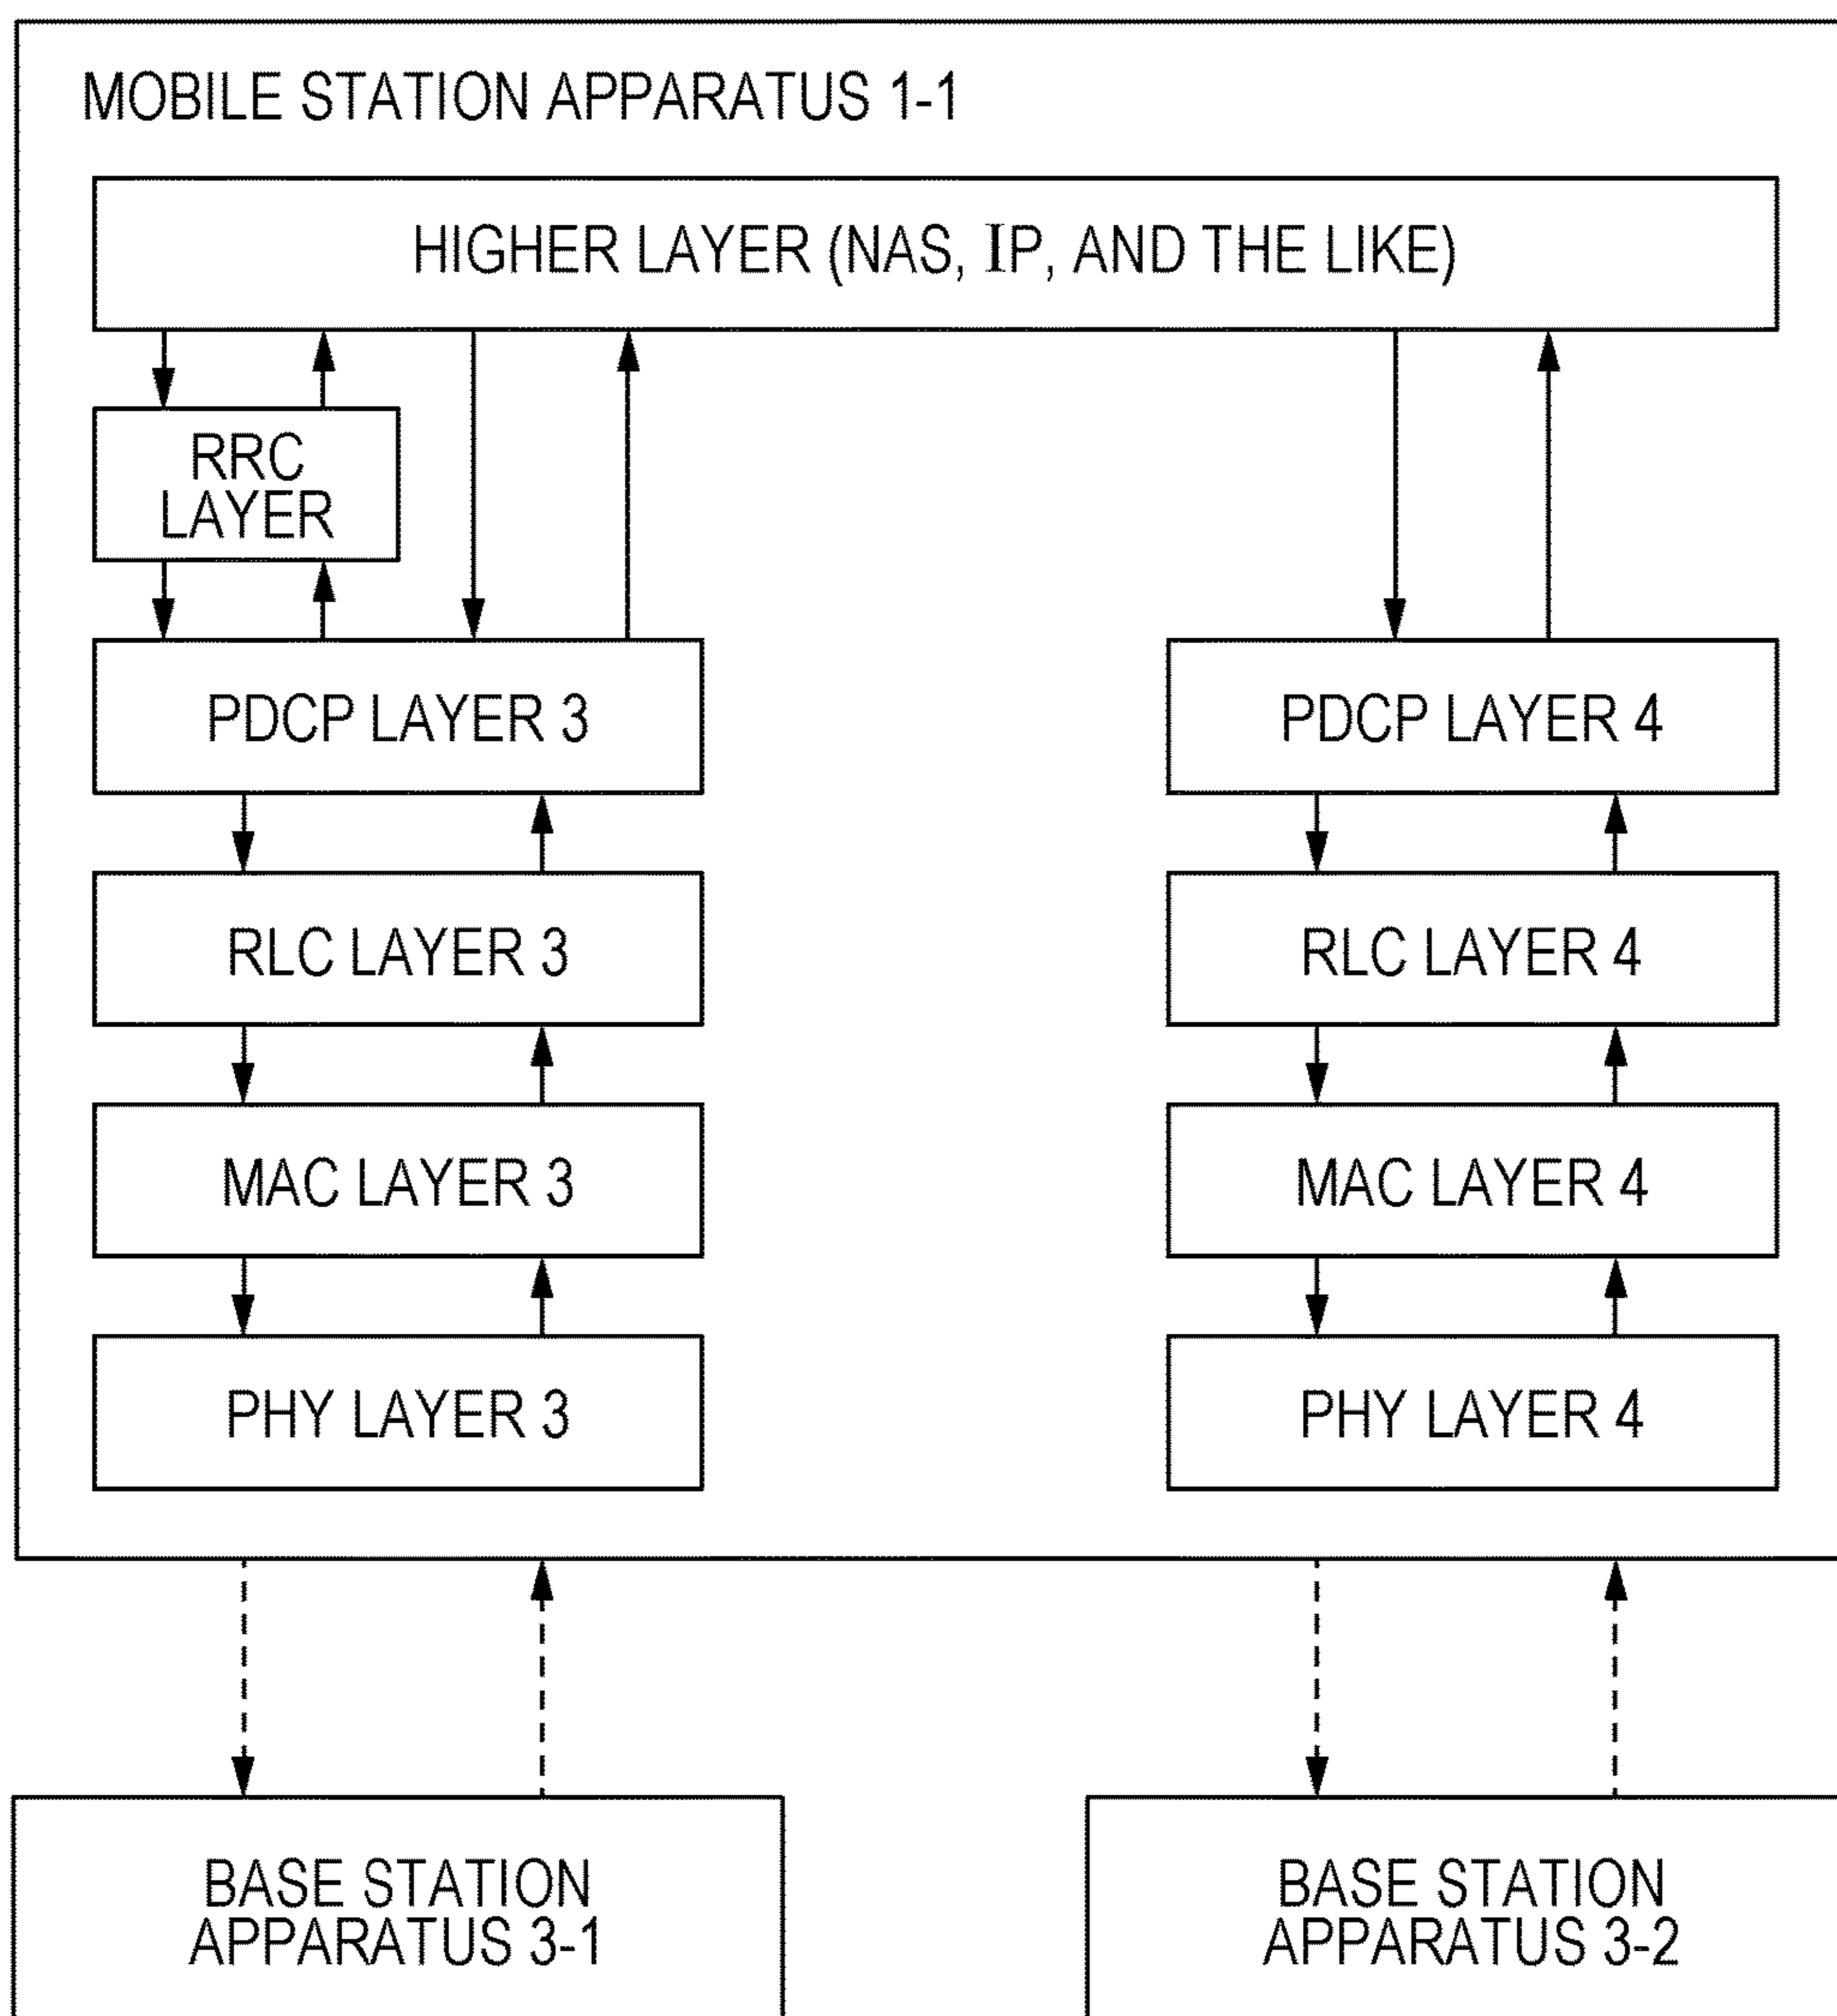 MOBILE STATION APPARATUS 1-1
HIGHER LAYER (NAS, IP, AND THE LIKE)
RRC
LAYER
PDCP LAYER 3
PDCP LAYER 4
RLC LAYER 3
RLC LAYER 4
MAC LAYER 3
MAC LAYER 4
PHY LAYER 3
PHY LAYER 4
BASE STATION
APPARATUS 3-1
BASE STATION
APPARATUS 3-2